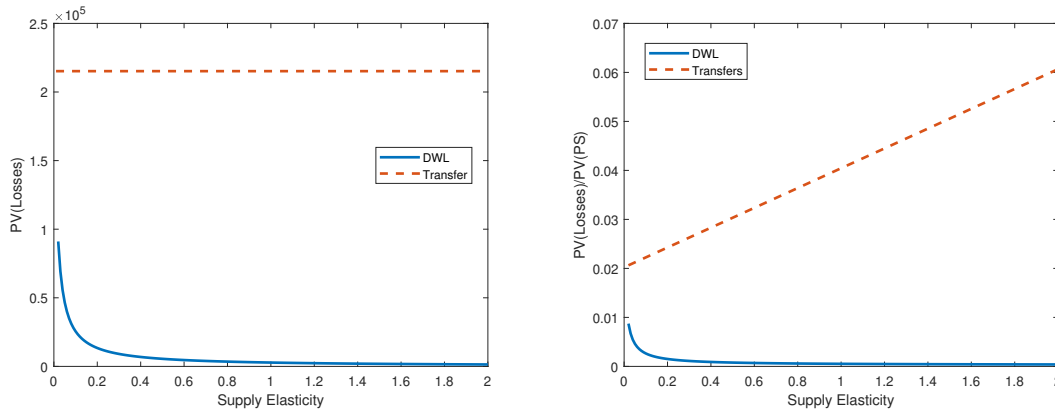 ×10^5
2.5
2
1.5
1
0.5
0
PV(Losses)
DWL
Transfer
0 0.2 0.4 0.6 0.8 1 1.2 1.4 1.6 1.8 2
Supply Elasticity
0.07
0.06
0.05
0.04
0.03
0.02
0.01
0
PV(Losses)/PV(PS)
DWL
Transfers
0 0.2 0.4 0.6 0.8 1 1.2 1.4 1.6 1.8
Supply Elasticity